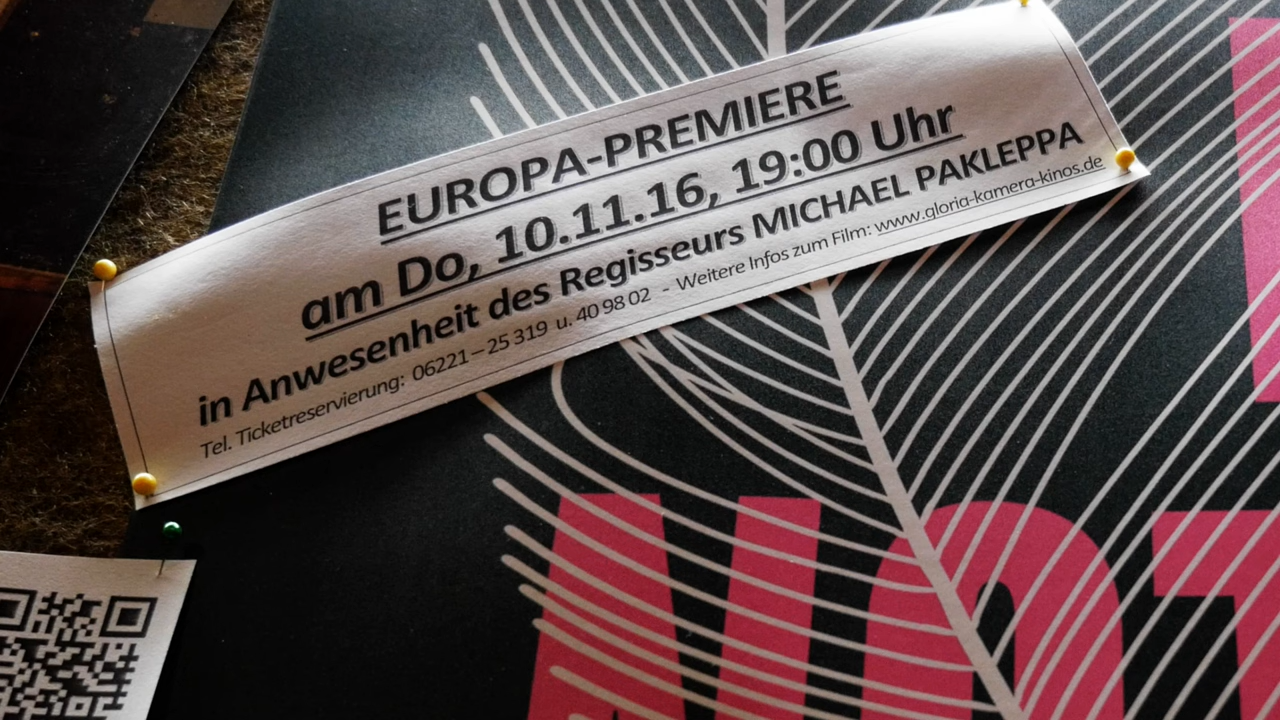 EUROPA-PREMIERE
am Do, 10.11.16, 19:00 Uhr
in Anwesenheit des Regisseurs MICHAEL PAKLEPPA
Tel. Ticketreservierung: 06221 – 25 319 u. 40 98 02 - Weitere Infos zum Film: www.gloria-kamera-kinos.de